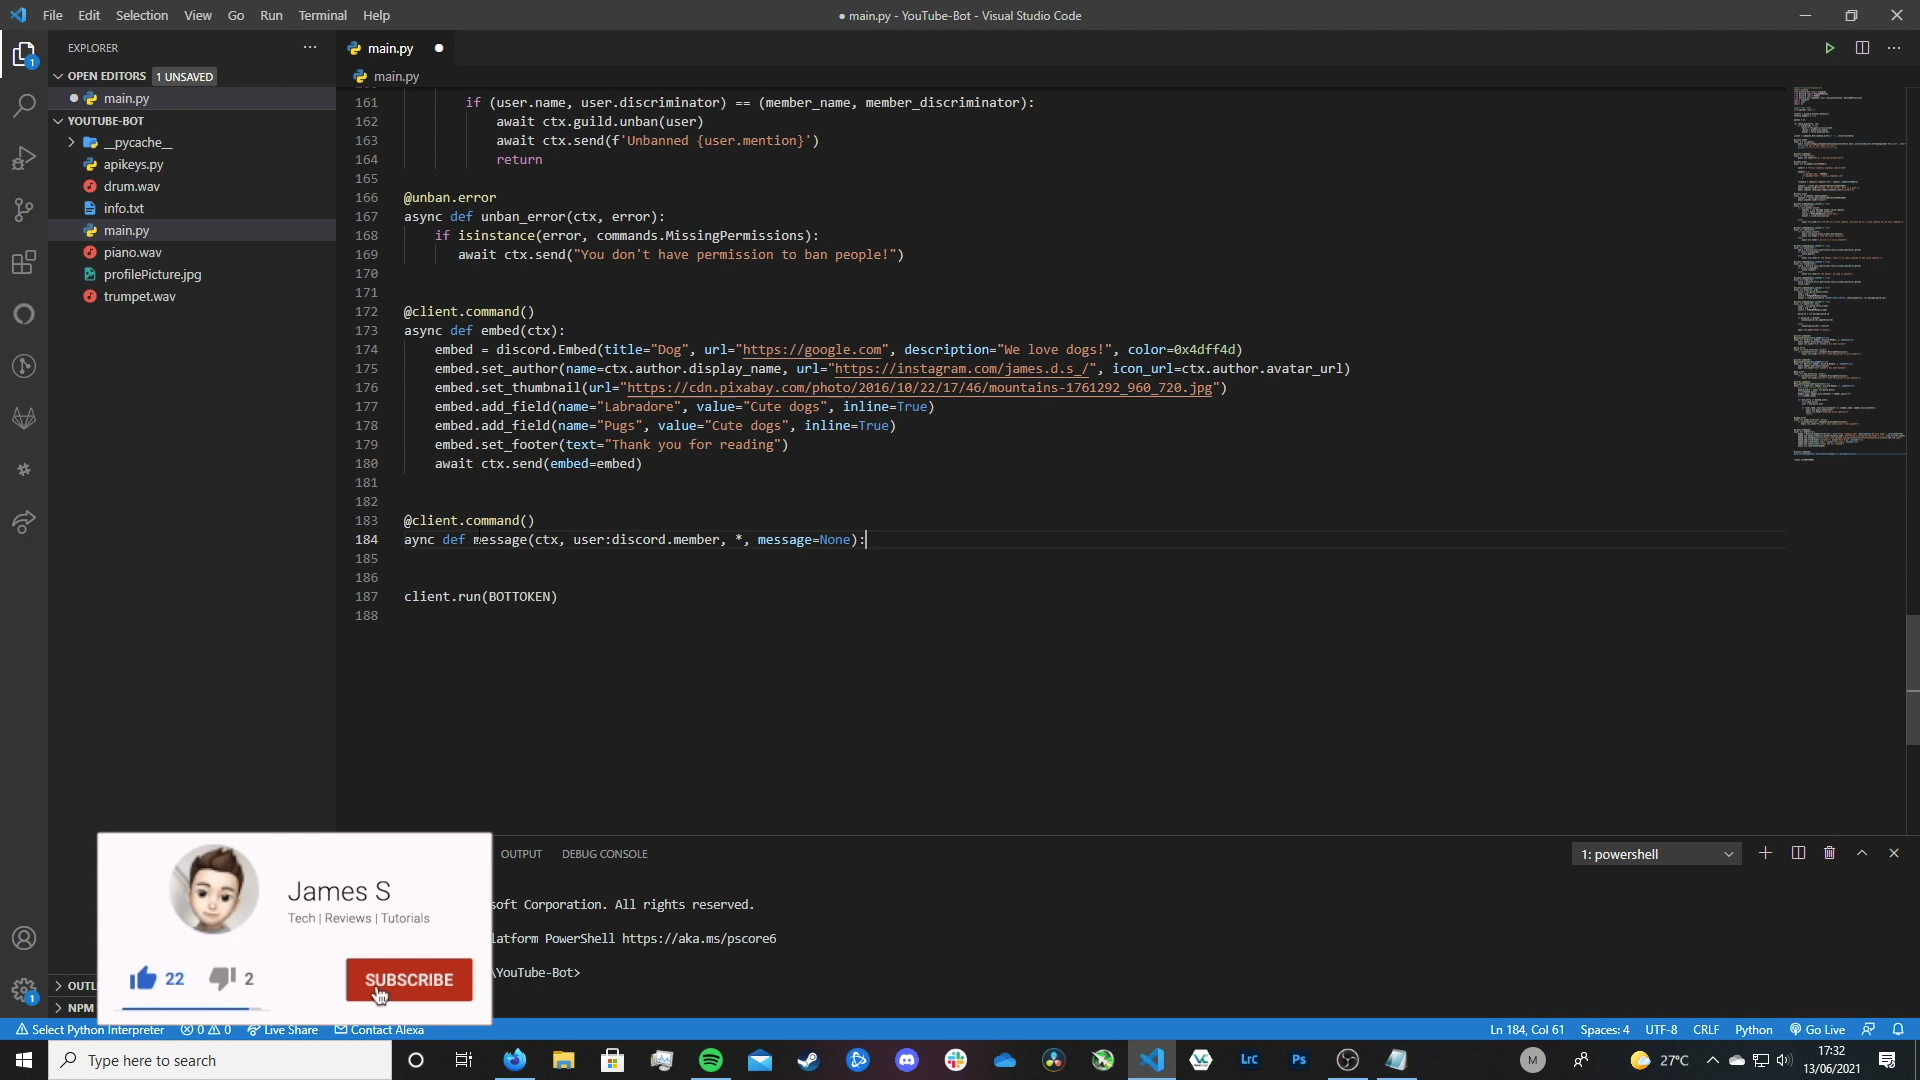 File Edit Selection View Go Run Terminal Help
● main.py - YouTube-Bot - Visual Studio Code
EXPLORER
OPEN EDITORS 1 UNSAVED
main.py
YOUTUBE-BOT
__pycache__
apikeys.py
drum.wav
info.txt
main.py
piano.wav
profilePicture.jpg
trumpet.wav
OUTL
NPM
main.py
main.py
161 if (user.name, user.discriminator) == (member_name, member_discriminator):
162 await ctx.guild.unban(user)
163 await ctx.send(f'Unbanned {user.mention}')
164 return
165
166 @unban.error
167 async def unban_error(ctx, error):
168 if isinstance(error, commands.MissingPermissions):
169 await ctx.send("You don't have permission to ban people!")
170
171
172 @client.command()
173 async def embed(ctx):
174 embed = discord.Embed(title="Dog", url="https://google.com", description="We love dogs!", color=0x4dff4d)
175 embed.set_author(name=ctx.author.display_name, url="https://instagram.com/james.d.s_/", icon_url=ctx.author.avatar_url)
176 embed.set_thumbnail(url="https://cdn.pixabay.com/photo/2016/10/22/17/46/mountains-1761292_960_720.jpg")
177 embed.add_field(name="Labradore", value="Cute dogs", inline=True)
178 embed.add_field(name="Pugs", value="Cute dogs", inline=True)
179 embed.set_footer(text="Thank you for reading")
180 await ctx.send(embed=embed)
181
182
183 @client.command()
184 aync def message(ctx, user:discord.member, *, message=None):
185
186
187 client.run(BOTTOKEN)
188
OUTPUT DEBUG CONSOLE
1: powershell
soft Corporation. All rights reserved.
latform PowerShell https://aka.ms/pscore6
\YouTube-Bot>
James S
Tech | Reviews | Tutorials
22 2
SUBSCRIBE
1
1
Select Python Interpreter 0 0 Live Share Contact Alexa
Ln 184, Col 61 Spaces: 4 UTF-8 CRLF Python Go Live
Type here to search
Lrc Ps M
27°C
17:32
13/06/2021